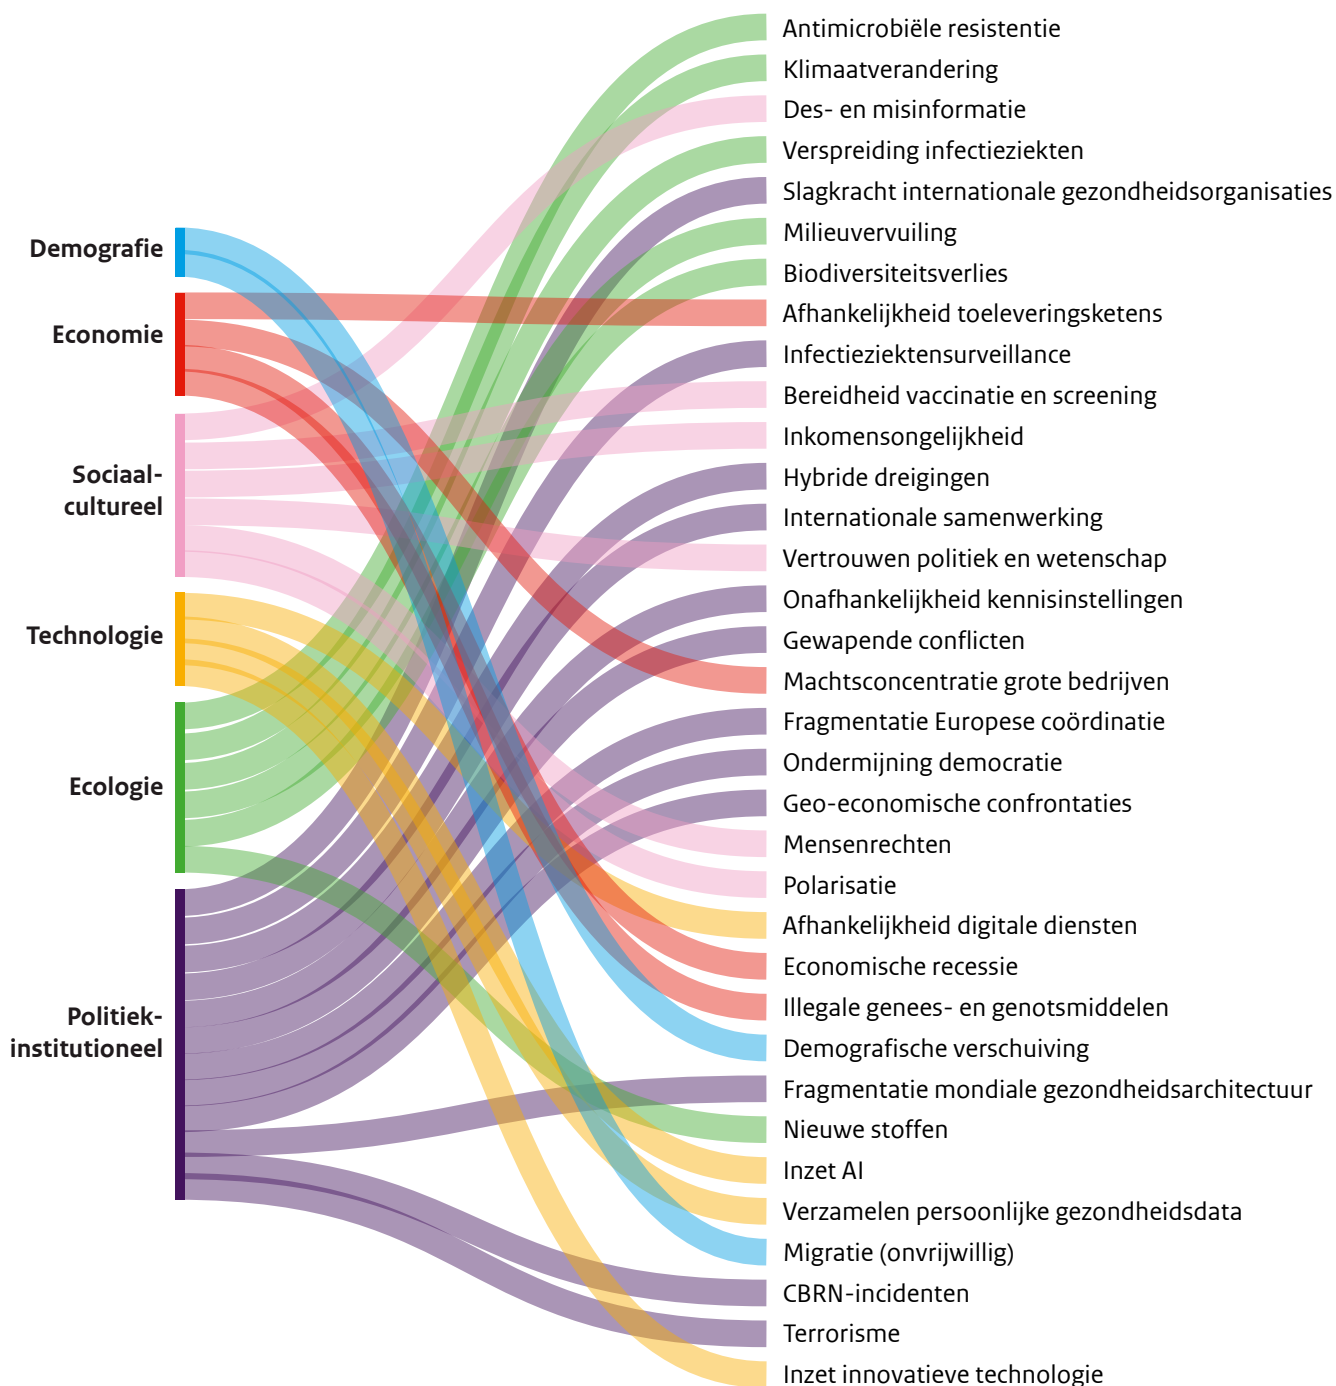 Demografie
Economie
Sociaal-
cultureel
Technologie
Ecologie
Politiek-
institutioneel
Antimicrobiële resistentie
Klimaatverandering
Des- en misinformatie
Verspreiding infectieziekten
Slagkracht internationale gezondheidsorganisaties
Milieuvervuiling
Biodiversiteitsverlies
Afhankelijkheid toeleveringsketens
Infectieziektensurveillance
Bereidheid vaccinatie en screening
Inkomensongelijkheid
Hybride dreigingen
Internationale samenwerking
Vertrouwen politiek en wetenschap
Onafhankelijkheid kennisinstellingen
Gewapende conflicten
Machtsconcentratie grote bedrijven
Fragmentatie Europese coördinatie
Ondermijning democratie
Geo-economische confrontaties
Mensenrechten
Polarisatie
Afhankelijkheid digitale diensten
Economische recessie
Illegale genees- en genotsmiddelen
Demografische verschuiving
Fragmentatie mondiale gezondheidsarchitectuur
Nieuwe stoffen
Inzet AI
Verzamelen persoonlijke gezondheidsdata
Migratie (onvrijwillig)
CBRN-incidenten
Terrorisme
Inzet innovatieve technologie